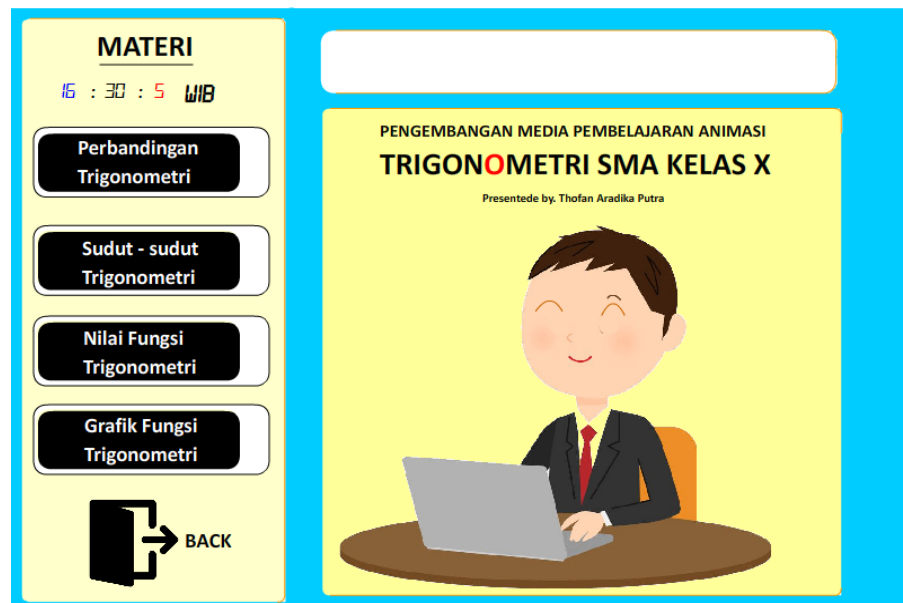 MATERI
16 : 30 : 5 WIB
Perbandingan
Trigonometri
Sudut - sudut
Trigonometri
Nilai Fungsi
Trigonometri
Grafik Fungsi
Trigonometri
BACK
PENGEMBANGAN MEDIA PEMBELAJARAN ANIMASI
TRIGONOMETRI SMA KELAS X
Presentede by. Thofan Aradika Putra